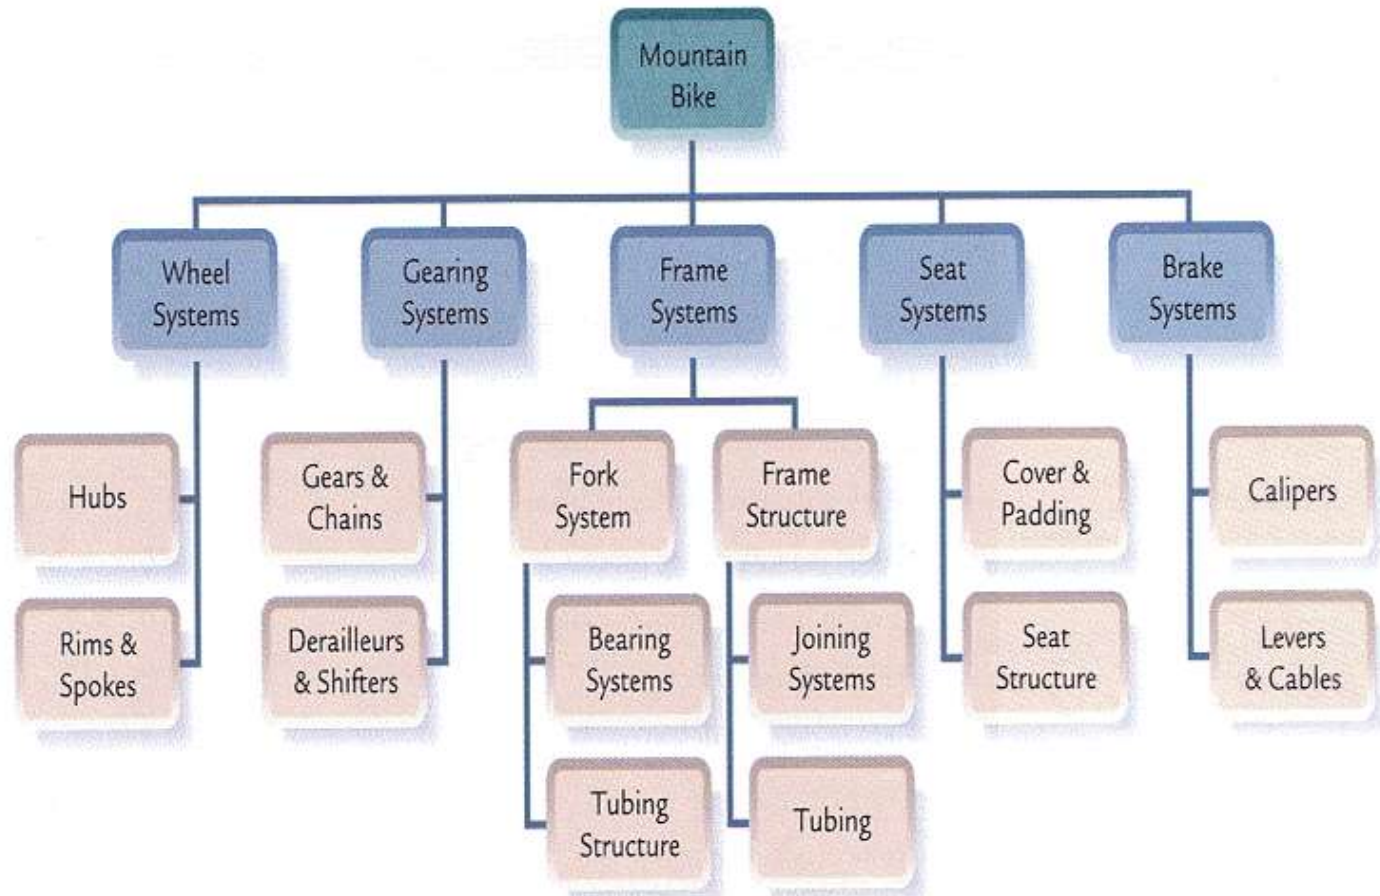 Mountain
Bike
Wheel
Systems
Gearing
Systems
Frame
Systems
Seat
Systems
Brake
Systems
Hubs
Gears &
Chains
Fork
System
Frame
Structure
Cover &
Padding
Calipers
Rims &
Spokes
Derailleurs
& Shifters
Bearing
Systems
Joining
Systems
Seat
Structure
Levers
& Cables
Tubing
Structure
Tubing